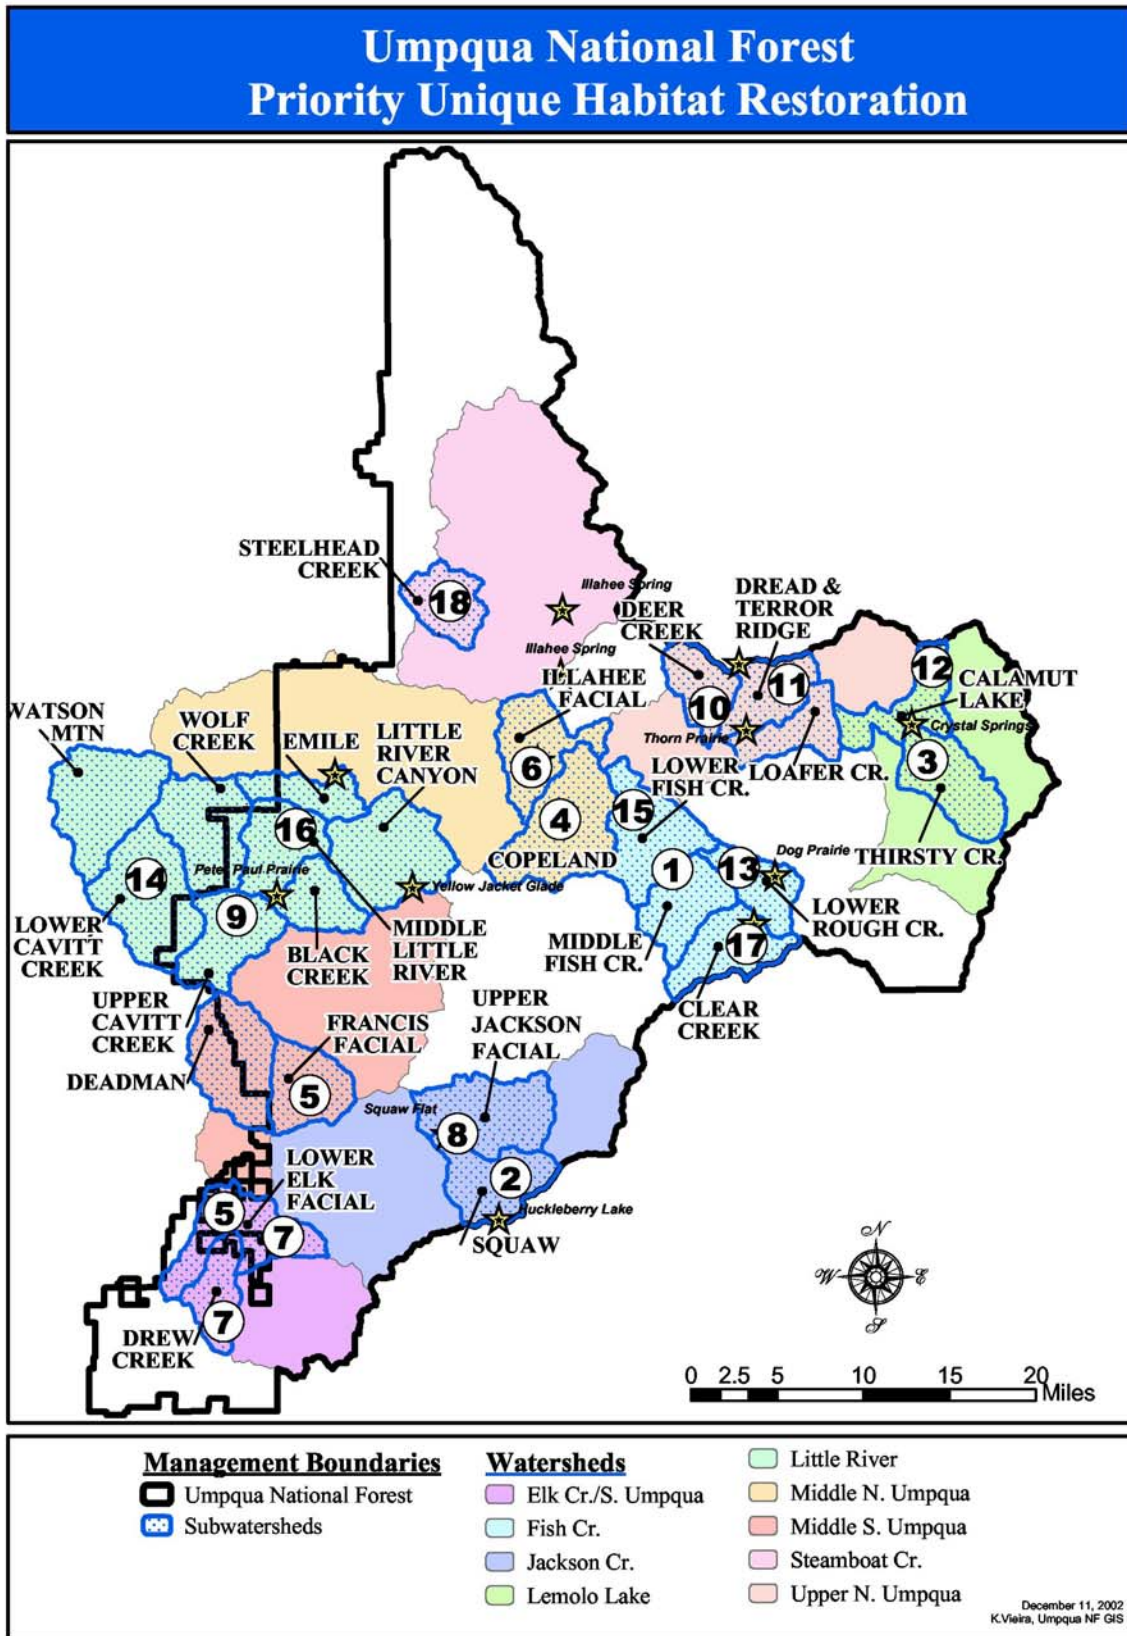 Umpqua National Forest
Priority Unique Habitat Restoration
STEELHEAD
CREEK
18
Illahee Spring
DEER
CREEK
DREAD &
TERROR
RIDGE
Illahee Spring
ILLAHEE
FACIAL
10
11
12
CALAMUT
LAKE
Crystal Springs
WATSON
MTN
WOLF
CREEK
EMILE
LITTLE
RIVER
CANYON
6
Thorn Prairie
LOWER
FISH CR.
LOAFER CR.
3
15
4
COPELAND
16
14
Peter Paul Prairie
Yellow Jacket Glade
1
13
Dog Prairie
THIRSTY CR.
9
LOWER
CAVITT
CREEK
BLACK
CREEK
MIDDLE
LITTLE
RIVER
MIDDLE
FISH CR.
17
LOWER
ROUGH CR.
UPPER
CAVITT
CREEK
UPPER
JACKSON
FACIAL
CLEAR
CREEK
FRANCIS
FACIAL
DEADMAN
5
Squaw Flat
8
LOWER
ELK
FACIAL
2
5
7
Huckleberry Lake
SQUAW
7
DREW
CREEK
N
W
E
S
0 2.5 5 10 15 20
Miles
Management Boundaries
Umpqua National Forest
Subwatersheds
Watersheds
Elk Cr./S. Umpqua
Fish Cr.
Jackson Cr.
Lemolo Lake
Little River
Middle N. Umpqua
Middle S. Umpqua
Steamboat Cr.
Upper N. Umpqua
December 11, 2002
K.Vieira, Umpqua NF GIS